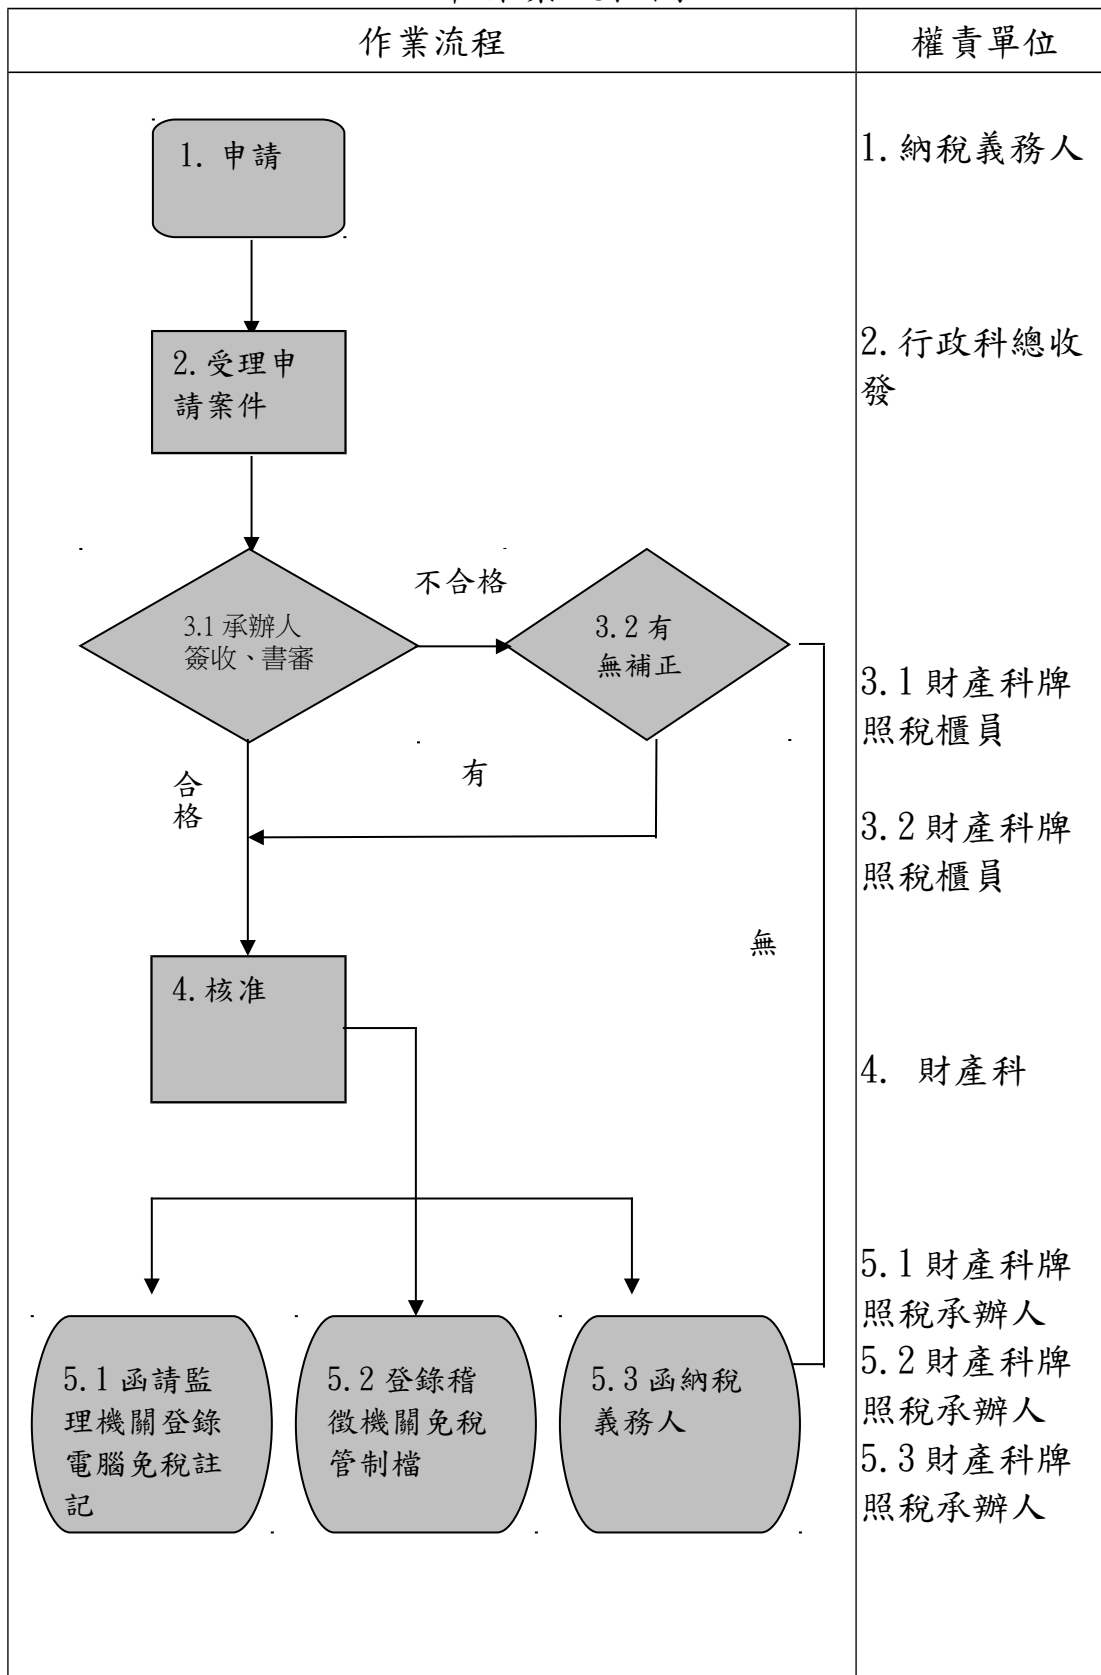 作業流程
權責單位
1. 申請
1.納稅義務人
2.受理申
請案件
2.行政科總收
發
不合格
3.1 承辦人
簽收、書審
3.2 有
無補正
3.1 財產科牌
照稅櫃員
合
格
有
3.2 財產科牌
照稅櫃員
無
4.核准
4. 財產科
5.1 函請監
理機關登錄
電腦免稅註
記
5.2 登錄稽
徵機關免稅
管制檔
5.3 函納稅
義務人
5.1 財產科牌
照稅承辦人
5.2 財產科牌
照稅承辦人
5.3 財產科牌
照稅承辦人